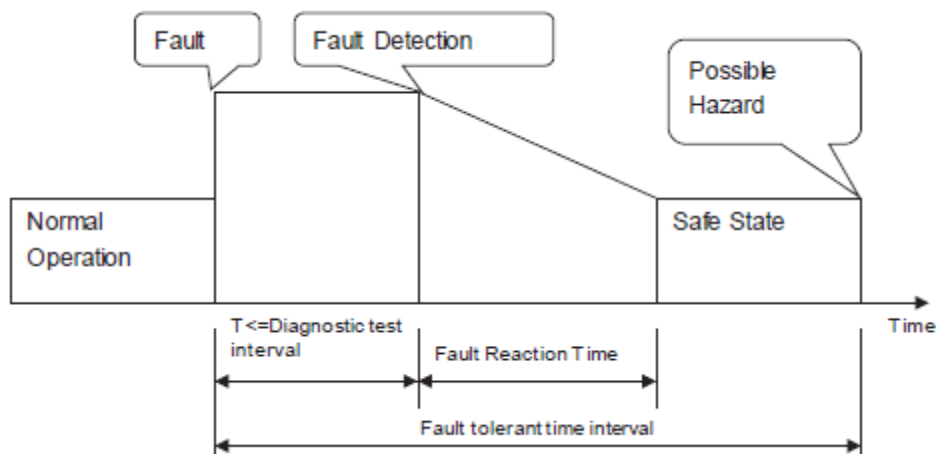 Fault
Fault Detection
Possible
Hazard
Normal
Operation
Safe State
T<=Diagnostic test
interval
Fault Reaction Time
Time
Fault tolerant time interval